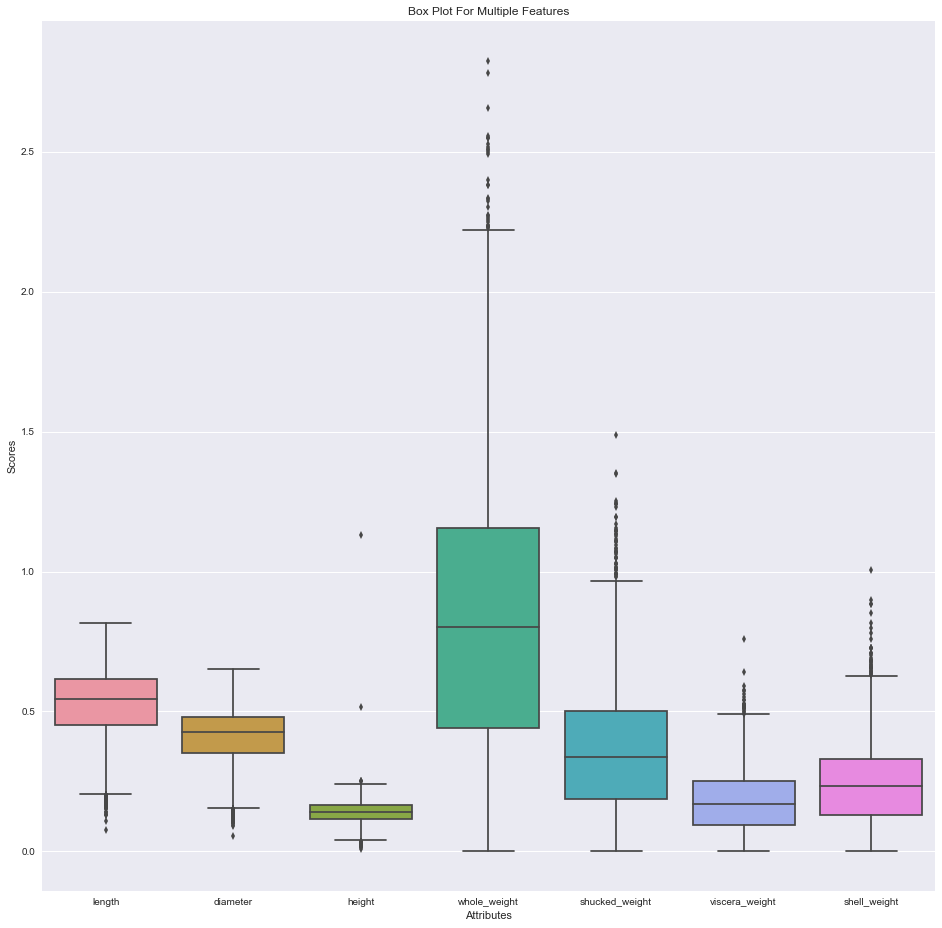 Box Plot For Multiple Features
2.5
2.0
1.5
1.0
0.5
0.0
Scores
length diameter height whole_weight shucked_weight viscera_weight shell_weight
Attributes